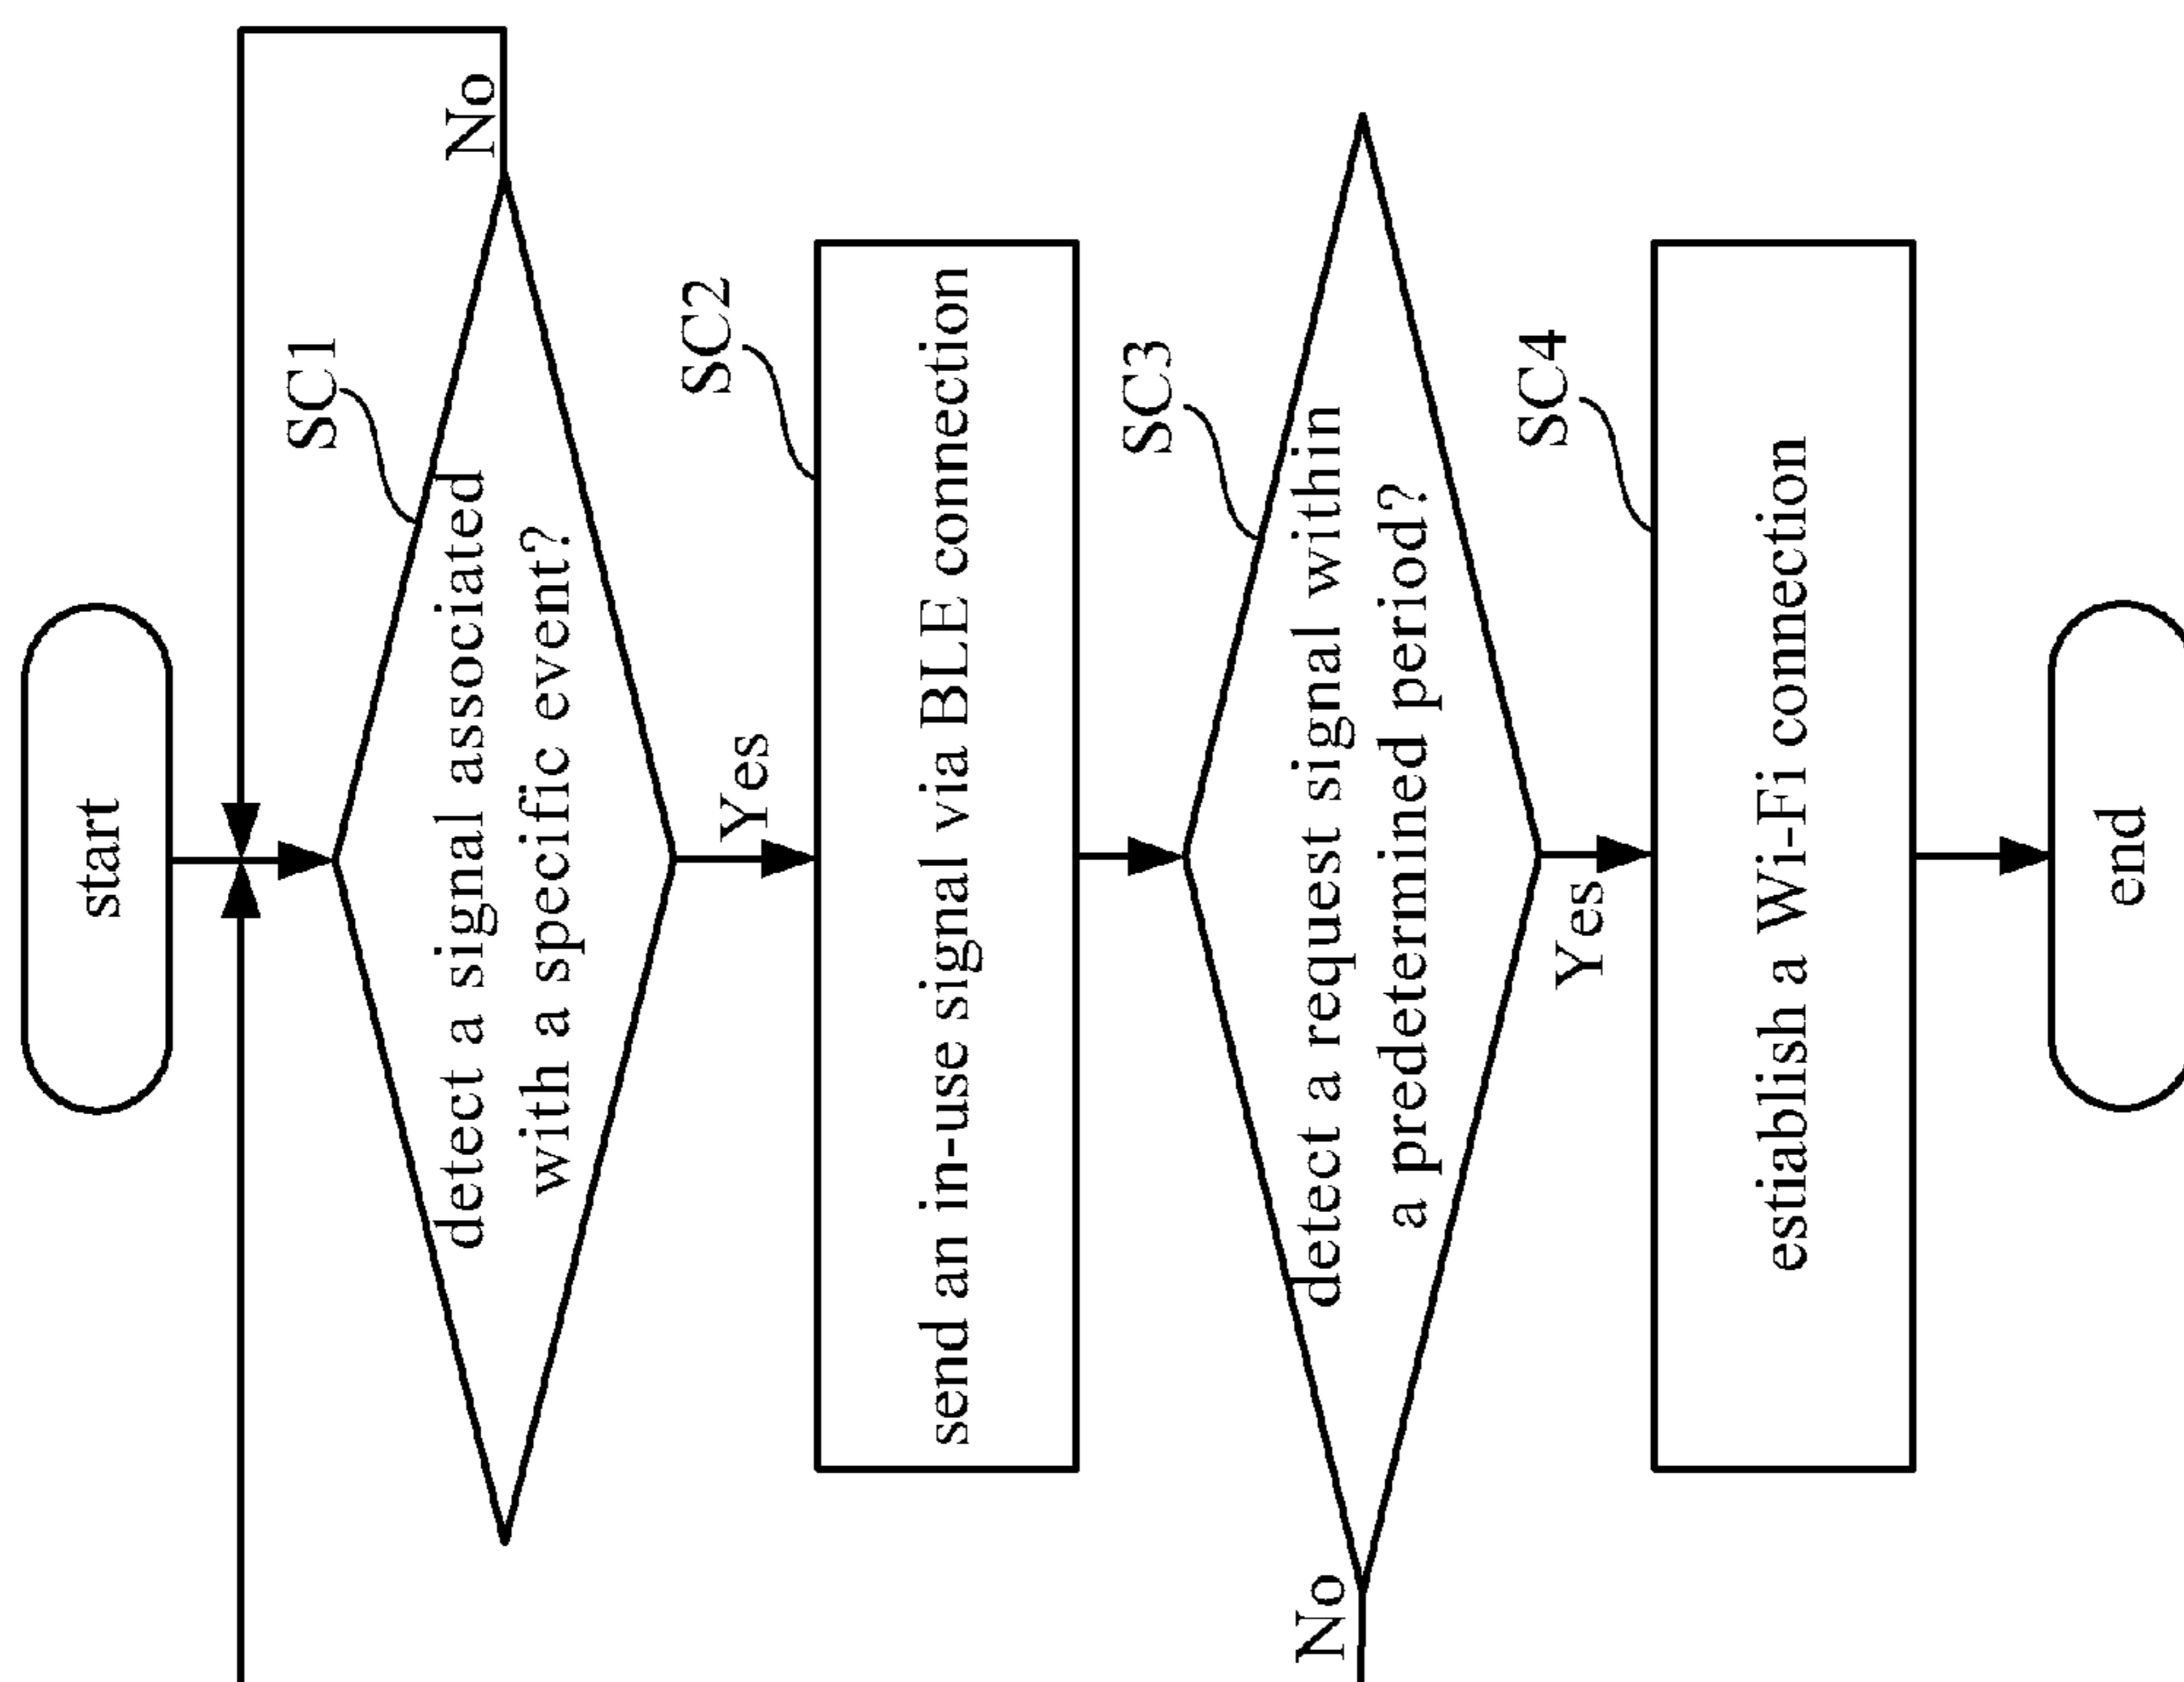 start
SC1
No
detect a signal associated
with a specific event?
Yes
SC2
send an in-use signal via BLE connection
SC3
detect a request signal within
a predetermined period?
No
Yes
SC4
estiablish a Wi-Fi connection
end